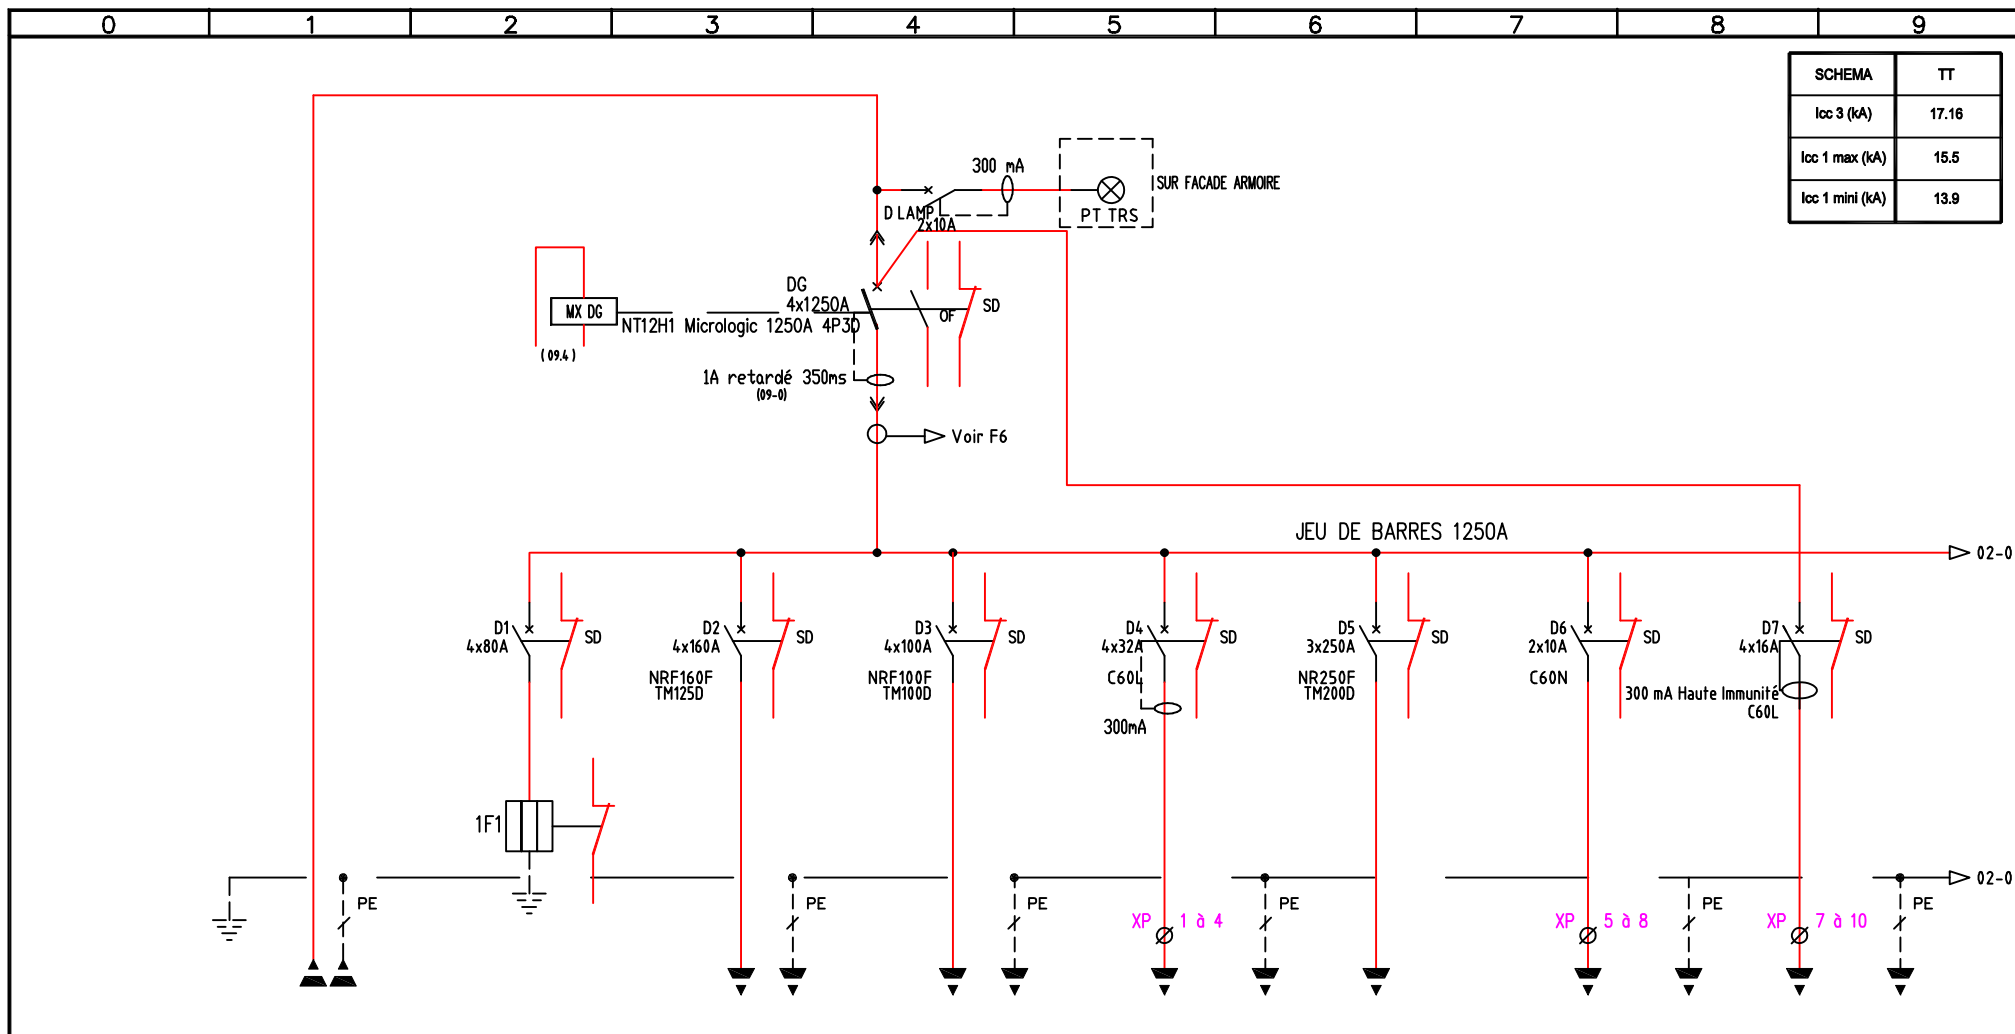 0 1 2 3 4 5 6 7 8 9
SCHEMA TT
Icc 3 (kA) 17.16
Icc 1 max (kA) 15.5
Icc 1 mini (kA) 13.9
300 mA
SUR FACADE ARMOIRE
D LAMP
2x10A
PT TRS
DG
4x1250A
MX DG
NT12H1 Micrologic 1250A 4P3D
OF
SD
(09.4)
1A retardé 350ms
(09-0)
Voir F6
JEU DE BARRES 1250A
02-0
D1
4x80A
SD
D2
4x160A
SD
NRF160F
TM125D
D3
4x100A
SD
NRF100F
TM100D
D4
4x32A
SD
C60L
300mA
D5
3x250A
SD
NR250F
TM200D
D6
2x10A
SD
C60N
D7
4x16A
SD
300 mA Haute Immunité
C60L
1F1
02-0
PE PE PE PE PE PE
XP 1 à 4
XP 5 à 8
XP 7 à 10